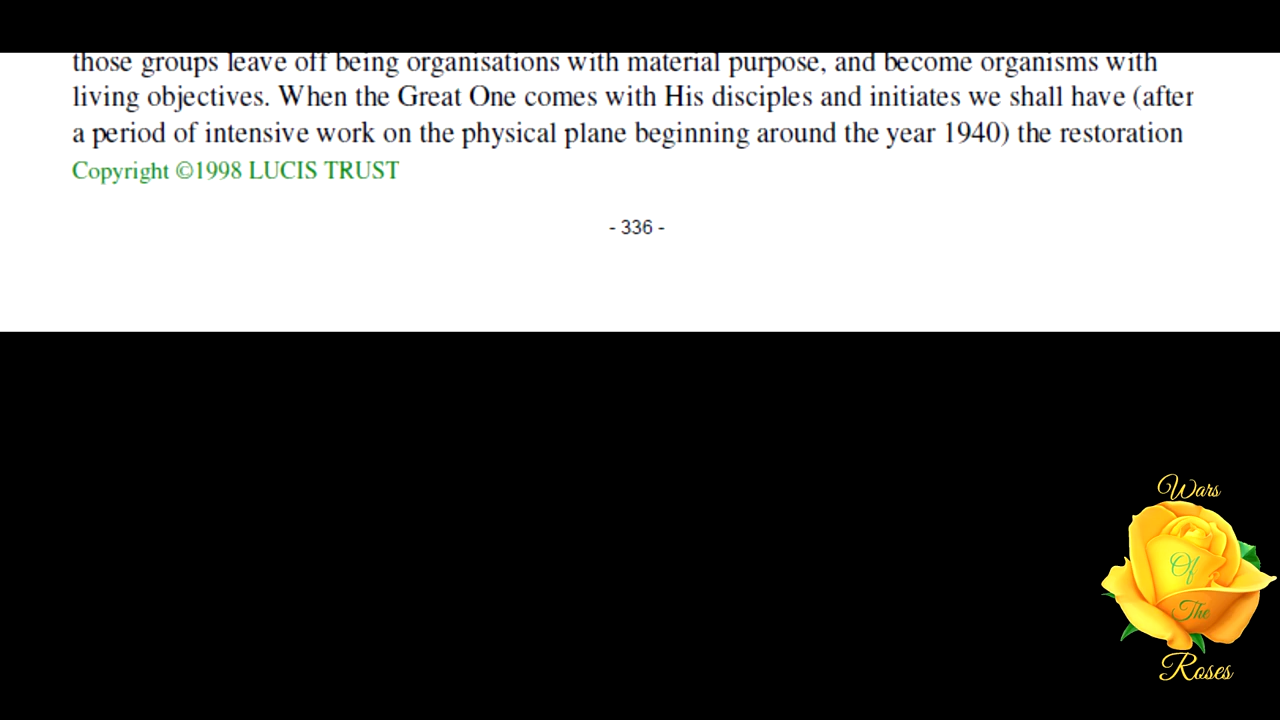 those groups leave off being organisations with material purpose, and become organisms with
living objectives. When the Great One comes with His disciples and initiates we shall have (after
a period of intensive work on the physical plane beginning around the year 1940) the restoration
Copyright ©1998 LUCIS TRUST
- 336 -
Wars
Of
The
Roses